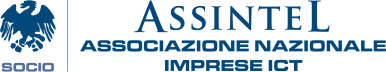 ASSINTEL
ASSOCIAZIONE NAZIONALE
IMPRESE ICT
SOCIO